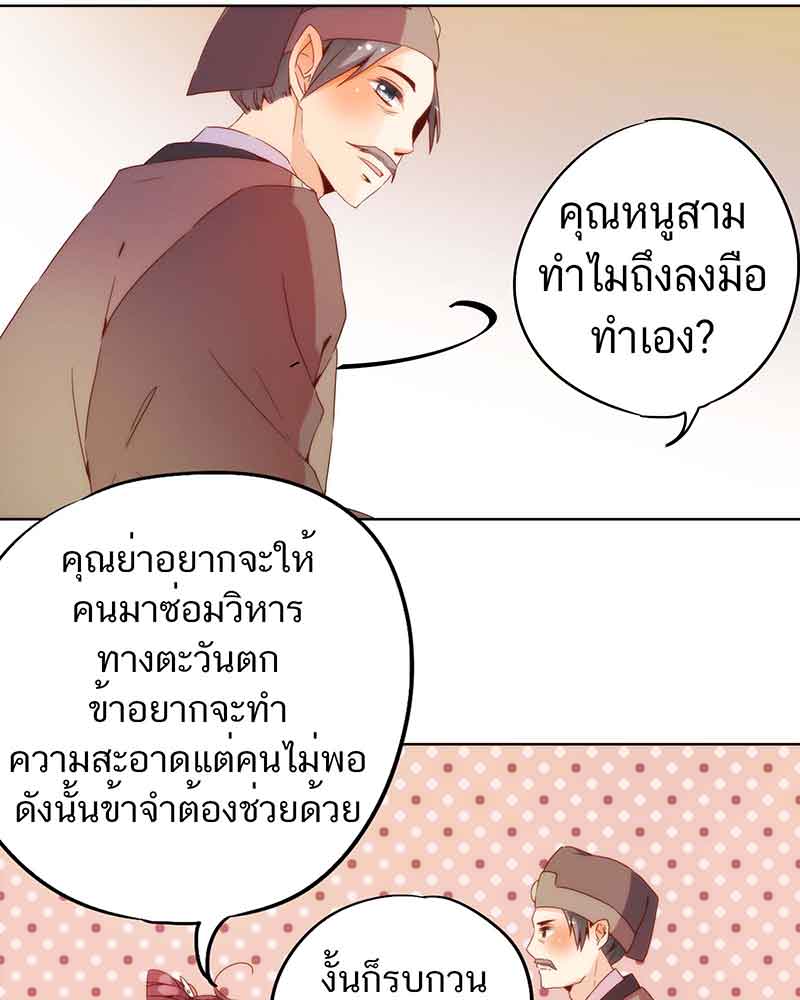 คุณหนูสาม
ทำไมถึงลงมือ
ทำเอง?
คุณย่าอยากจะให้
คนมาซ่อมวิหาร
ทางตะวันตก
ข้าอยากจะทำ
ความสะอาดแต่คนไม่พอ
ดังนั้นข้าจำต้องช่วยด้วย
งั้นก็รบกวน